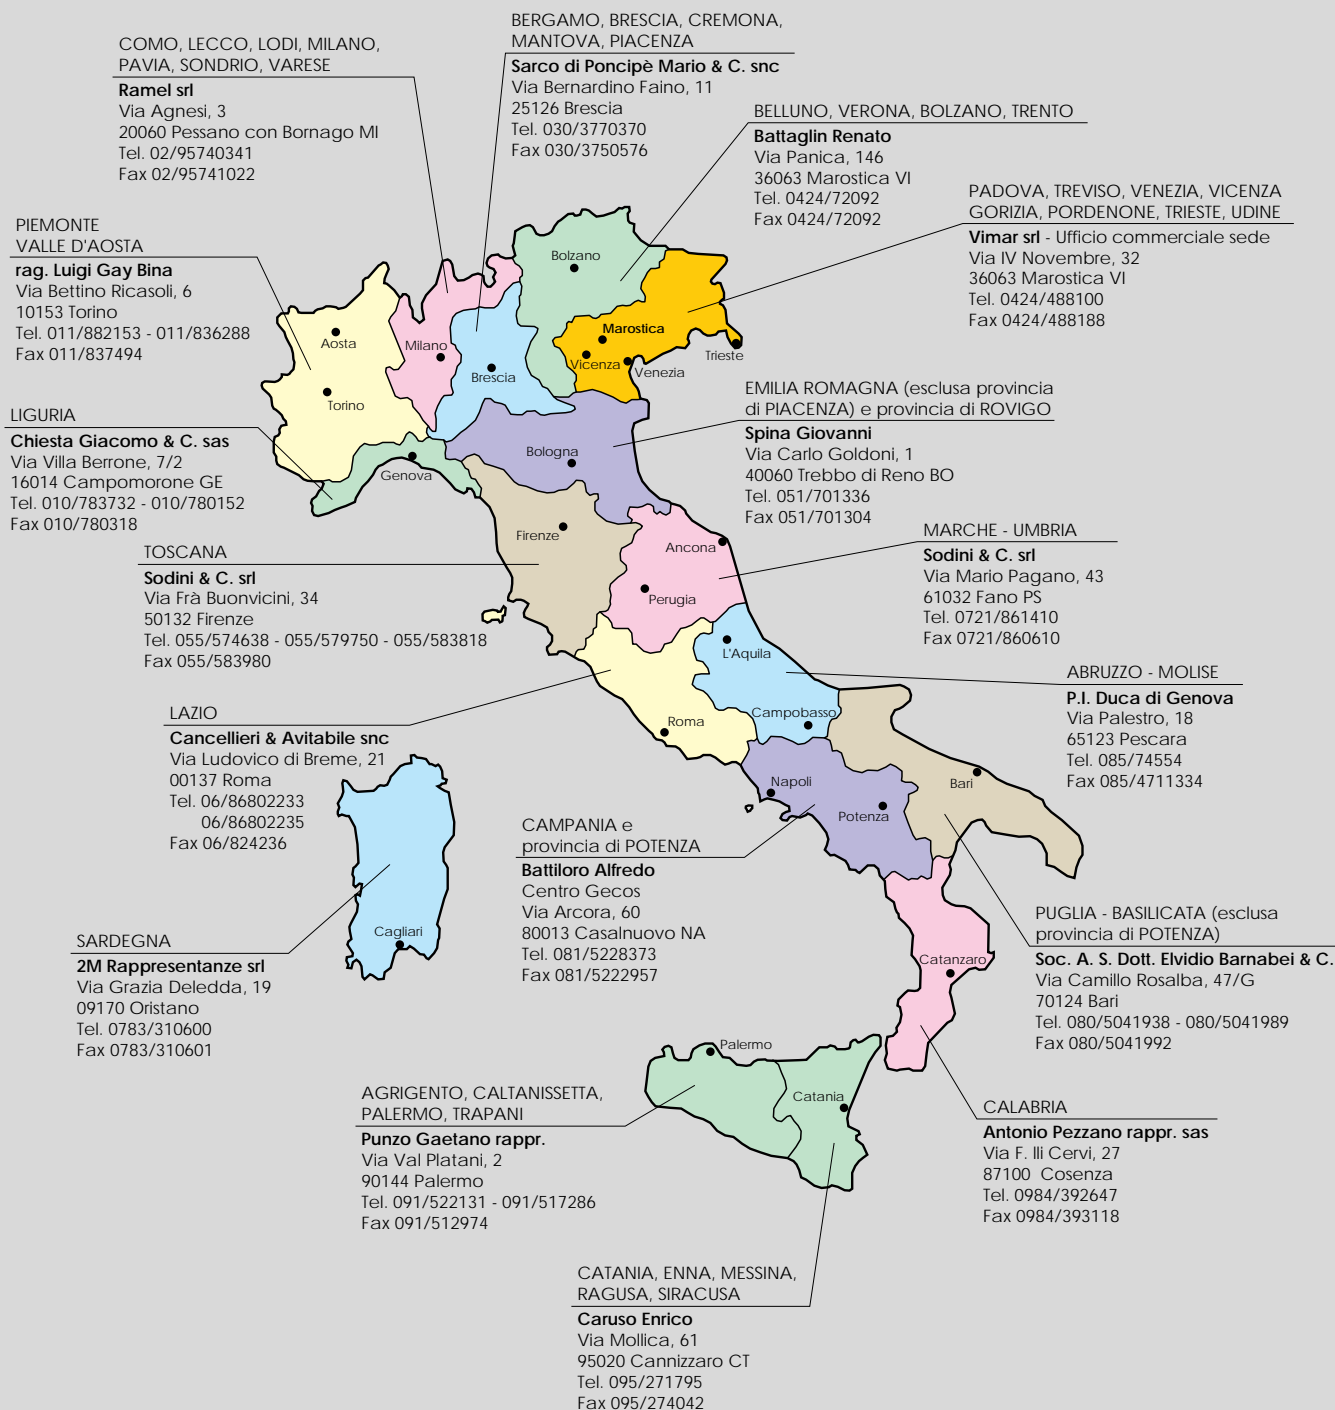 BERGAMO, BRESCIA, CREMONA,
MANTOVA, PIACENZA
Sarco di Poncipè Mario & C. snc
Via Bernardino Faino, 11
25126 Brescia
Tel. 030/3770370
Fax 030/3750576
COMO, LECCO, LODI, MILANO,
PAVIA, SONDRIO, VARESE
Ramel srl
Via Agnesi, 3
20060 Pessano con Bornago MI
Tel. 02/95740341
Fax 02/95741022
BELLUNO, VERONA, BOLZANO, TRENTO
Battaglin Renato
Via Panica, 146
36063 Marostica VI
Tel. 0424/72092
Fax 0424/72092
PADOVA, TREVISO, VENEZIA, VICENZA
GORIZIA, PORDENONE, TRIESTE, UDINE
Vimar srl - Ufficio commerciale sede
Via IV Novembre, 32
36063 Marostica VI
Tel. 0424/488100
Fax 0424/488188
PIEMONTE
VALLE D'AOSTA
rag. Luigi Gay Bina
Via Bettino Ricasoli, 6
10153 Torino
Tel. 011/882153 - 011/836288
Fax 011/837494
Bolzano
Aosta
Milano
Marostica
Vicenza
Venezia
Trieste
Brescia
Torino
EMILIA ROMAGNA (esclusa provincia
di PIACENZA) e provincia di ROVIGO
Spina Giovanni
Via Carlo Goldoni, 1
40060 Trebbo di Reno BO
Tel. 051/701336
Fax 051/701304
LIGURIA
Chiesta Giacomo & C. sas
Via Villa Berrone, 7/2
16014 Campomorone GE
Tel. 010/783732 - 010/780152
Fax 010/780318
Bologna
Genova
Firenze
Ancona
Perugia
MARCHE - UMBRIA
Sodini & C. srl
Via Mario Pagano, 43
61032 Fano PS
Tel. 0721/861410
Fax 0721/860610
TOSCANA
Sodini & C. srl
Via Frà Buonvicini, 34
50132 Firenze
Tel. 055/574638 - 055/579750 - 055/583818
Fax 055/583980
L'Aquila
Campobasso
Roma
ABRUZZO - MOLISE
P.I. Duca di Genova
Via Palestro, 18
65123 Pescara
Tel. 085/74554
Fax 085/4711334
LAZIO
Cancellieri & Avitabile snc
Via Ludovico di Breme, 21
00137 Roma
Tel. 06/86802233
06/86802235
Fax 06/824236
Napoli
Potenza
Bari
CAMPANIA e
provincia di POTENZA
Battiloro Alfredo
Centro Gecos
Via Arcora, 60
80013 Casalnuovo NA
Tel. 081/5228373
Fax 081/5222957
Cagliari
SARDEGNA
2M Rappresentanze srl
Via Grazia Deledda, 19
09170 Oristano
Tel. 0783/310600
Fax 0783/310601
Catanzaro
PUGLIA - BASILICATA (esclusa
provincia di POTENZA)
Soc. A. S. Dott. Elvidio Barnabei & C.
Via Camillo Rosalba, 47/G
70124 Bari
Tel. 080/5041938 - 080/5041989
Fax 080/5041992
Palermo
Catania
AGRIGENTO, CALTANISSETTA,
PALERMO, TRAPANI
Punzo Gaetano rappr.
Via Val Platani, 2
90144 Palermo
Tel. 091/522131 - 091/517286
Fax 091/512974
CALABRIA
Antonio Pezzano rappr. sas
Via F. lli Cervi, 27
87100 Cosenza
Tel. 0984/392647
Fax 0984/393118
CATANIA, ENNA, MESSINA,
RAGUSA, SIRACUSA
Caruso Enrico
Via Mollica, 61
95020 Cannizzaro CT
Tel. 095/271795
Fax 095/274042